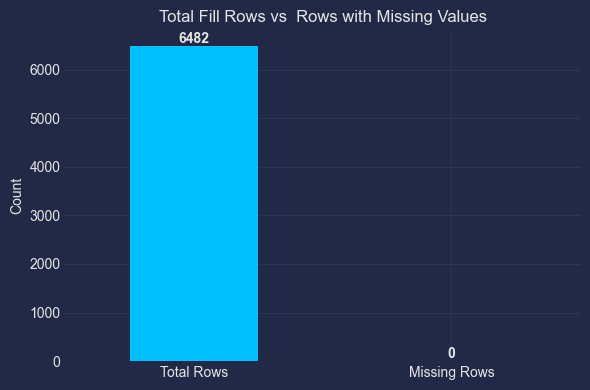 Total Fill Rows vs  Rows with Missing Values
6482
6000
5000
4000
3000
2000
1000
0
Count
0
Total Rows
Missing Rows